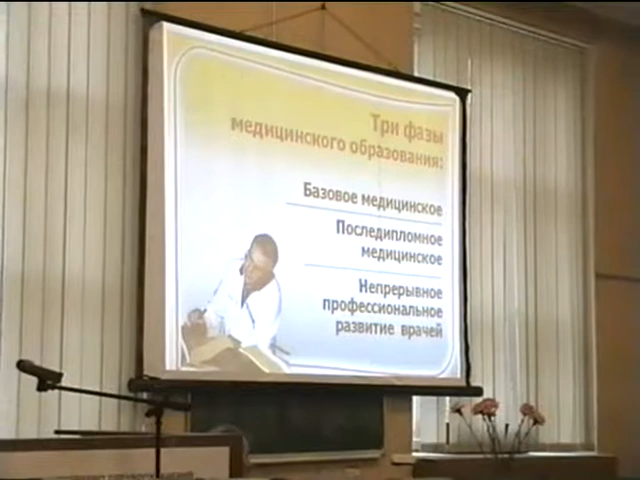 Три фазы
медицинского образования:
Базовое медицинское
Последипломное
медицинское
Непрерывное
профессиональное
развитие врачей